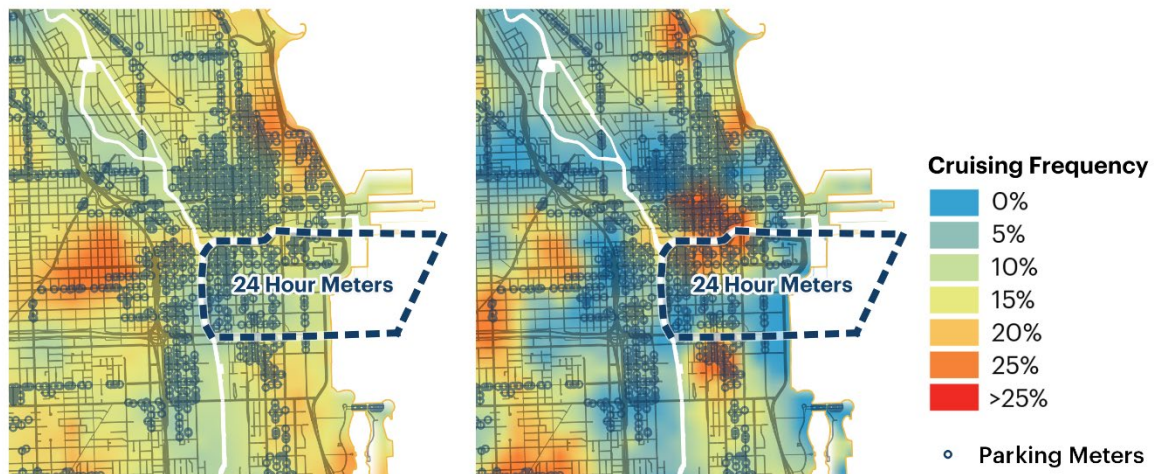 24 Hour Meters
24 Hour Meters
Cruising Frequency
0%
5%
10%
15%
20%
25%
>25%
Parking Meters